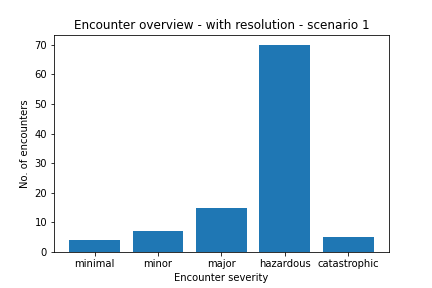 Encounter overview - with resolution - scenario 1
No. of encounters
70
60
50
40
30
20
10
0
minimal minor major hazardous catastrophic
Encounter severity